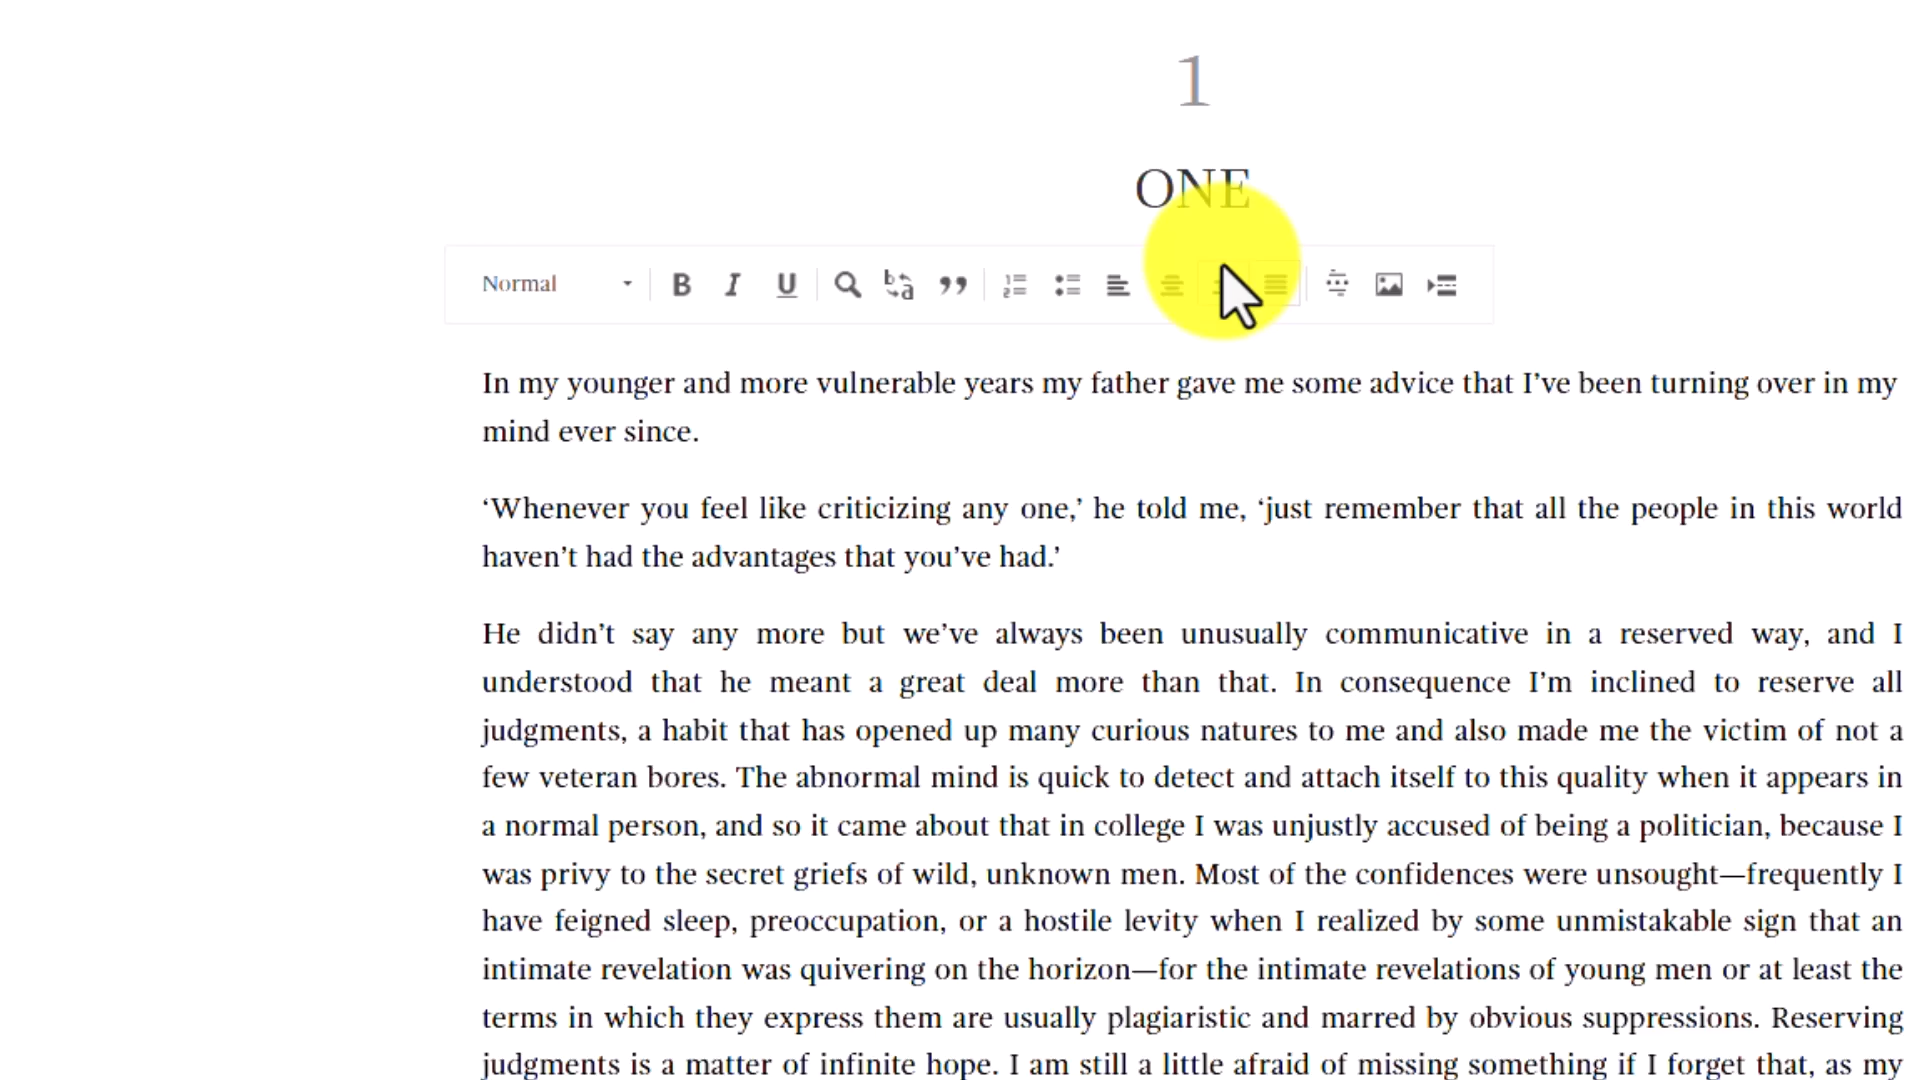 1
ONE
Normal
In my younger and more vulnerable years my father gave me some advice that I’ve been turning over in my
mind ever since.
‘Whenever you feel like criticizing any one,’ he told me, ‘just remember that all the people in this world
haven’t had the advantages that you’ve had.’
He didn’t say any more but we’ve always been unusually communicative in a reserved way, and I
understood that he meant a great deal more than that. In consequence I’m inclined to reserve all
judgments, a habit that has opened up many curious natures to me and also made me the victim of not a
few veteran bores. The abnormal mind is quick to detect and attach itself to this quality when it appears in
a normal person, and so it came about that in college I was unjustly accused of being a politician, because I
was privy to the secret griefs of wild, unknown men. Most of the confidences were unsought—frequently I
have feigned sleep, preoccupation, or a hostile levity when I realized by some unmistakable sign that an
intimate revelation was quivering on the horizon—for the intimate revelations of young men or at least the
terms in which they express them are usually plagiaristic and marred by obvious suppressions. Reserving
judgments is a matter of infinite hope. I am still a little afraid of missing something if I forget that, as my